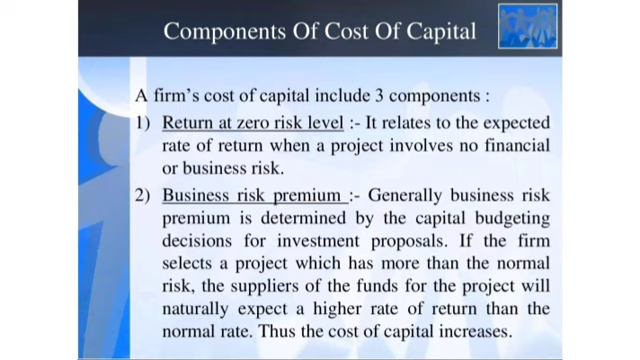 Components Of Cost Of Capital
A firm's cost of capital include 3 components :
1) Return at zero risk level :- It relates to the expected
rate of return when a project involves no financial
or business risk.
2) Business risk premium :- Generally business risk
premium is determined by the capital budgeting
decisions for investment proposals. If the firm
selects a project which has more than the normal
risk, the suppliers of the funds for the project will
naturally expect a higher rate of return than the
normal rate. Thus the cost of capital increases.